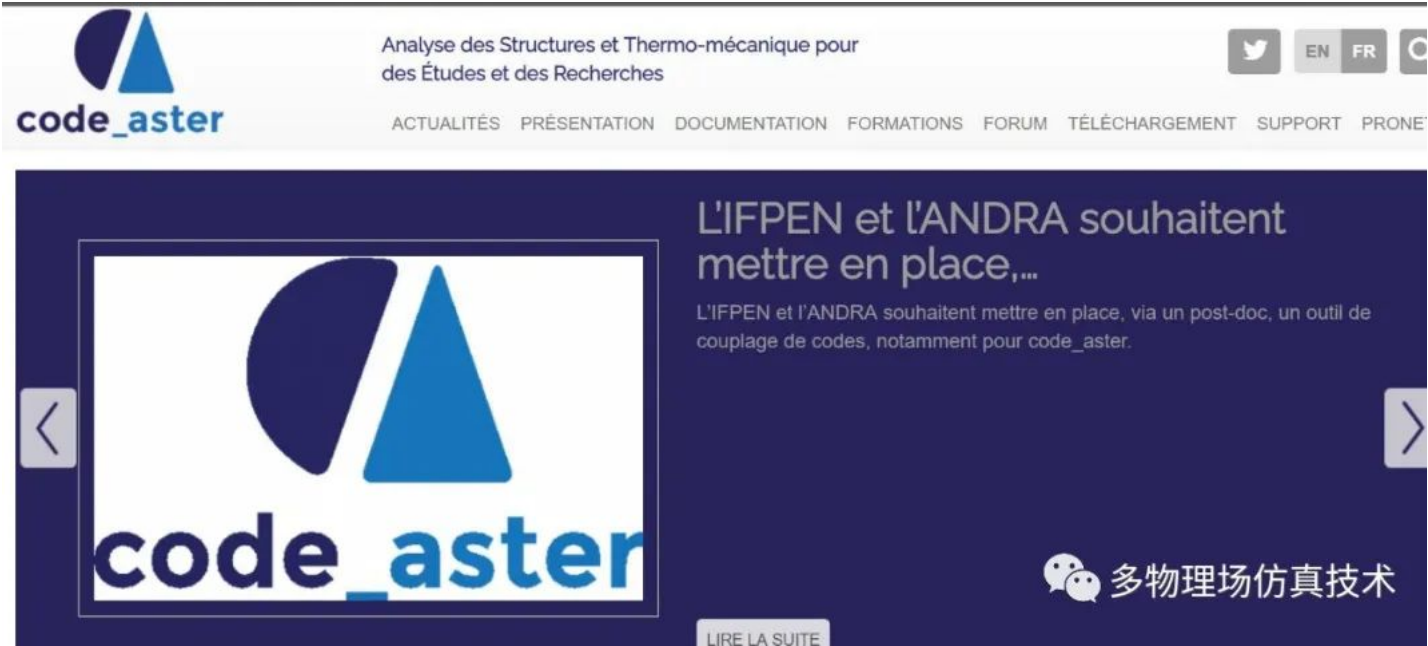 code_aster
Analyse des Structures et Thermo-mécanique pour
des Études et des Recherches
EN FR
ACTUALITÉS PRÉSENTATION DOCUMENTATION FORMATIONS FORUM TÉLÉCHARGEMENT SUPPORT PRONET
L'IFPEN et l'ANDRA souhaitent
mettre en place,...
L'IFPEN et l'ANDRA souhaitent mettre en place, via un post-doc, un outil de
couplage de codes, notamment pour code_aster.
code_aster
多物理场仿真技术
LIRE LA SUITE